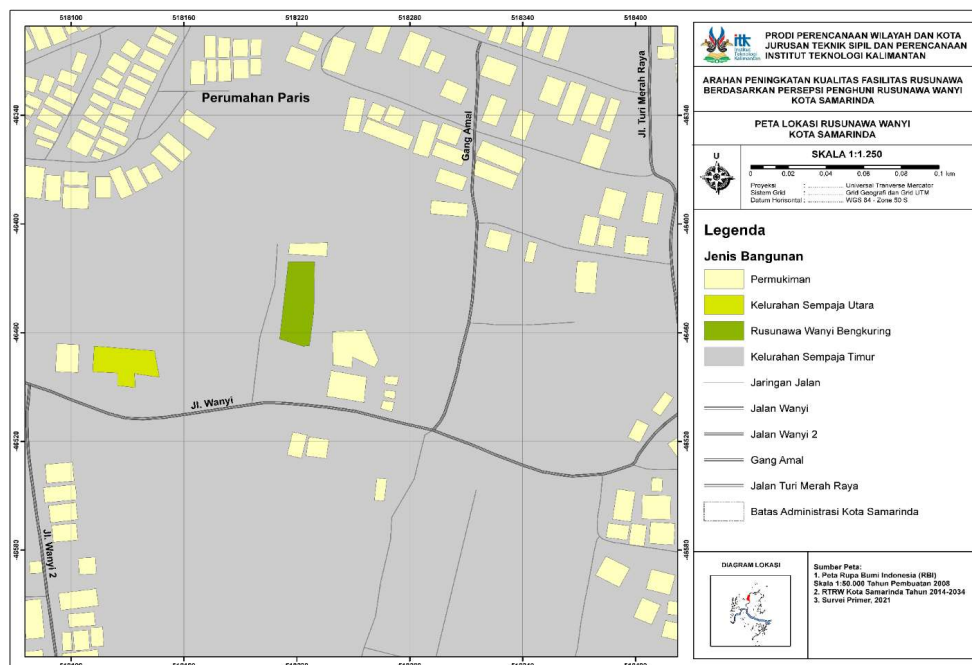 518100 518160 518220 518280 518340 518400
Perumahan Paris
Gang Amal
Jl. Turi Merah Raya
Jl. Wanyi
Jl. Wanyi 2
518340
itk
Institut
Teknologi
Kalimantan
PRODI PERENCANAAN WILAYAH DAN KOTA
JURUSAN TEKNIK SIPIL DAN PERENCANAAN
INSTITUT TEKNOLOGI KALIMANTAN
ARAHAN PENINGKATAN KUALITAS FASILITAS RUSUNAWA
BERDASARKAN PERSEPSI PENGHUNI RUSUNAWA WANYI
KOTA SAMARINDA
PETA LOKASI RUSUNAWA WANYI
KOTA SAMARINDA
U
SKALA 1:1.250
0 0,02 0,04 0,06 0,08 0,1 km
Proyeksi : ............ Universal Tranverse Mercator
Sistem Grid : ............ Grid Geografi dan Grid UTM
Datum Horisontal : ............ WGS 84 - Zone 50 S
Legenda
Jenis Bangunan
Permukiman
Kelurahan Sempaja Utara
Rusunawa Wanyi Bengkuring
Kelurahan Sempaja Timur
Jaringan Jalan
Jalan Wanyi
Jalan Wanyi 2
Gang Amal
Jalan Turi Merah Raya
Batas Administrasi Kota Samarinda
DIAGRAM LOKASI
Sumber Peta:
1. Peta Rupa Bumi Indonesia (RBI)
Skala 1:50.000 Tahun Pembuatan 2008
2. RTRW Kota Samarinda Tahun 2014-2034
3. Survei Primer, 2021